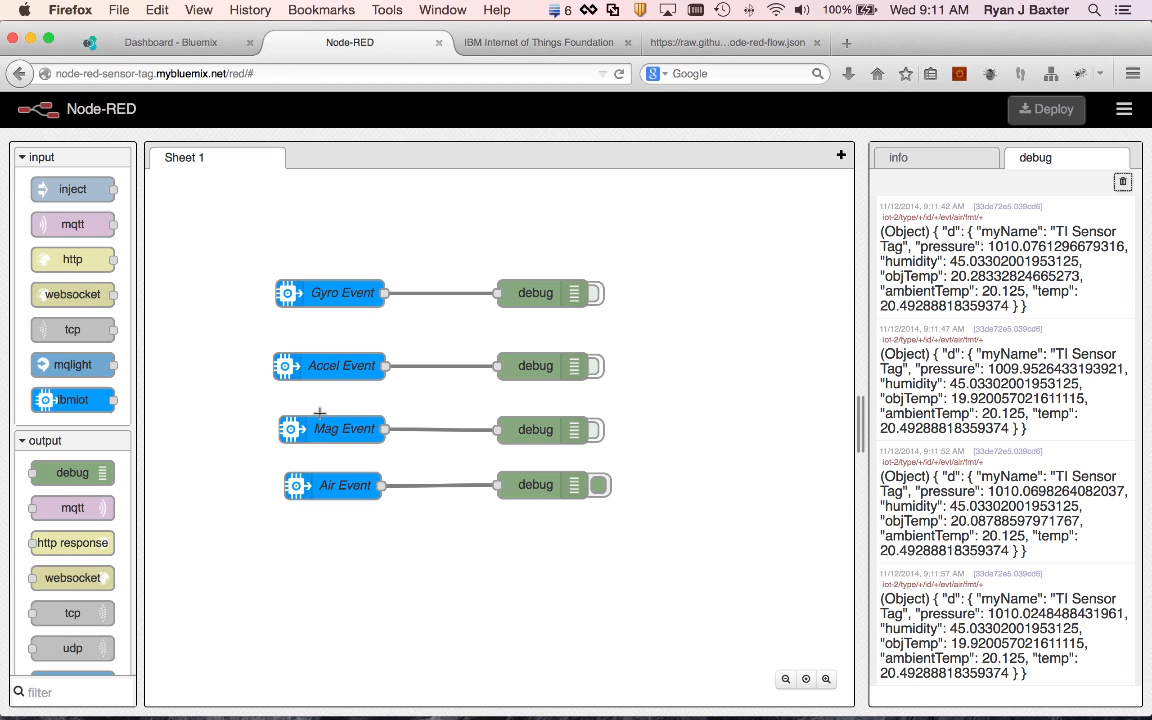 Firefox File Edit View History Bookmarks Tools Window Help 6 100% Wed 9:11 AM Ryan J Baxter
Dashboard - Bluemix × Node-RED × IBM Internet of Things Foundation × https://raw.githu...ode-red-flow.json × +
node-red-sensor-tag.mybluemix.net/red/# Google
Node-RED Deploy
input
inject
mqtt
http
websocket
tcp
mqlight
ibmiot
output
debug
mqtt
http response
websocket
tcp
udp
filter
Sheet 1 +
Gyro Event debug
Accel Event debug
Mag Event debug
Air Event debug
info debug
11/12/2014, 9:11:42 AM [33de72e5.039cd6]
iot-2/type/+/id/+/evt/air/fmt/+
(Object) { "d": { "myName": "TI Sensor
Tag", "pressure": 1010.0761296679316,
"humidity": 45.03302001953125,
"objTemp": 20.28332824665273,
"ambientTemp": 20.125, "temp":
20.49288818359374 } }
11/12/2014, 9:11:47 AM [33de72e5.039cd6]
iot-2/type/+/id/+/evt/air/fmt/+
(Object) { "d": { "myName": "TI Sensor
Tag", "pressure": 1009.9526433193921,
"humidity": 45.03302001953125,
"objTemp": 19.920057021611115,
"ambientTemp": 20.125, "temp":
20.49288818359374 } }
11/12/2014, 9:11:52 AM [33de72e5.039cd6]
iot-2/type/+/id/+/evt/air/fmt/+
(Object) { "d": { "myName": "TI Sensor
Tag", "pressure": 1010.0698264082037,
"humidity": 45.03302001953125,
"objTemp": 20.08788597971767,
"ambientTemp": 20.125, "temp":
20.49288818359374 } }
11/12/2014, 9:11:57 AM [33de72e5.039cd6]
iot-2/type/+/id/+/evt/air/fmt/+
(Object) { "d": { "myName": "TI Sensor
Tag", "pressure": 1010.0248488431961,
"humidity": 45.03302001953125,
"objTemp": 19.920057021611115,
"ambientTemp": 20.125, "temp":
20.49288818359374 } }